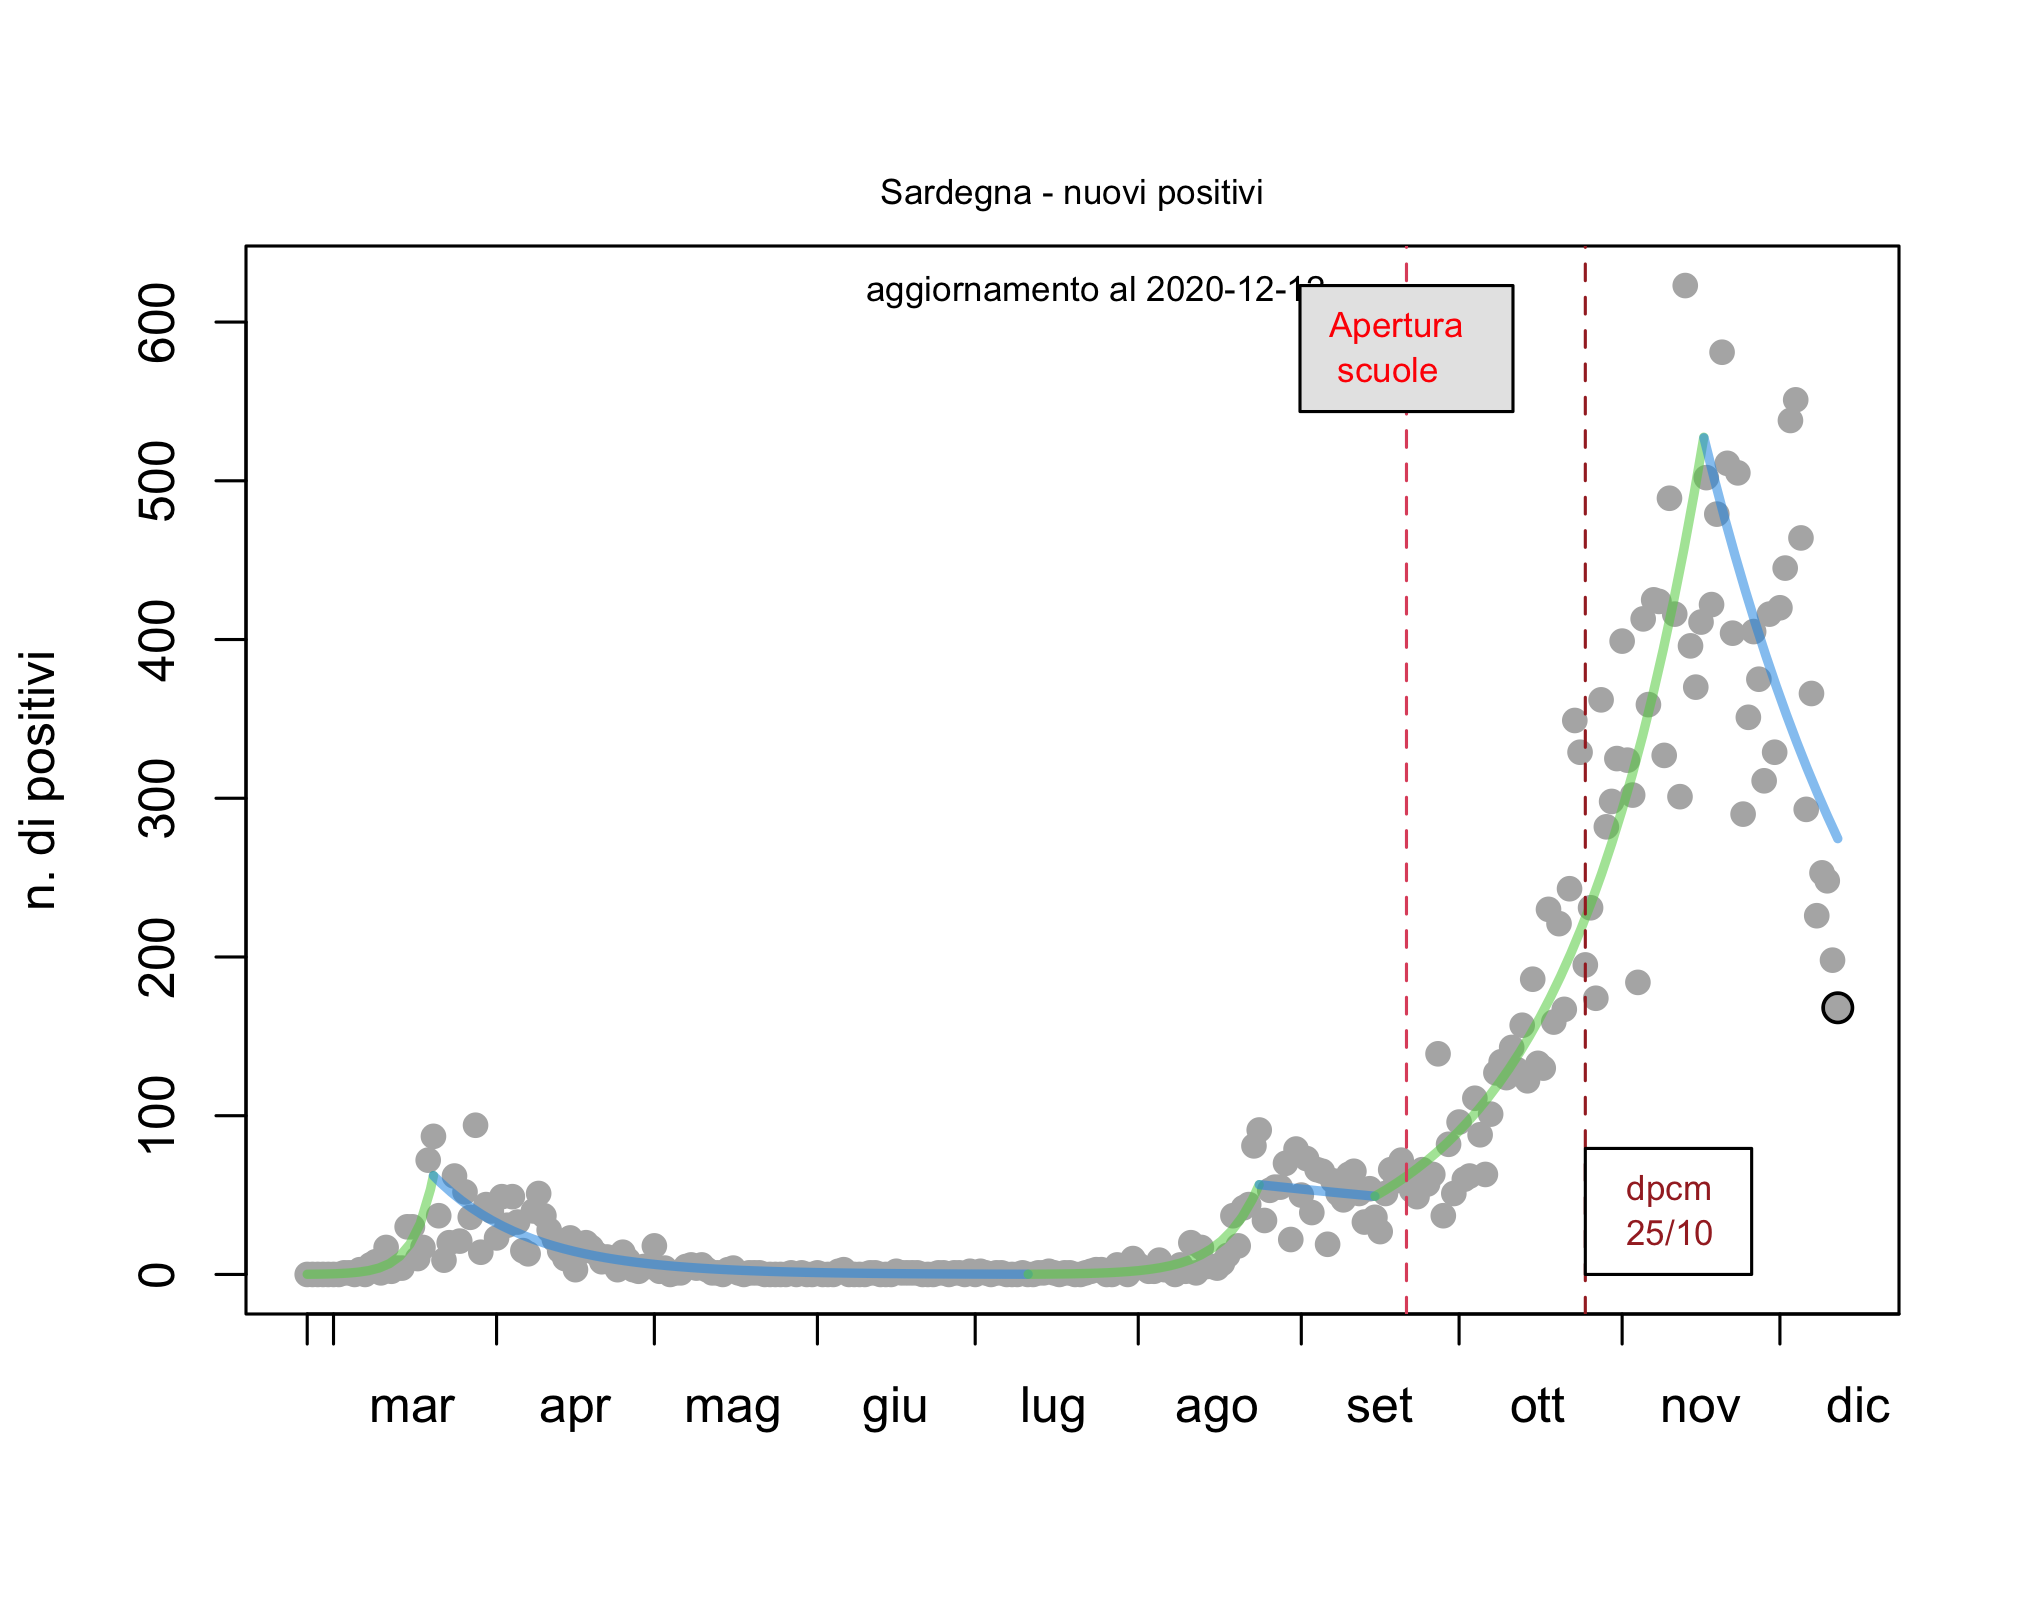 Sardegna - nuovi positivi
aggiornamento al 2020-12-12
Apertura
scuole
600
500
400
300
200
100
0
n. di positivi
dpcm
25/10
mar apr mag giu lug ago set ott nov dic